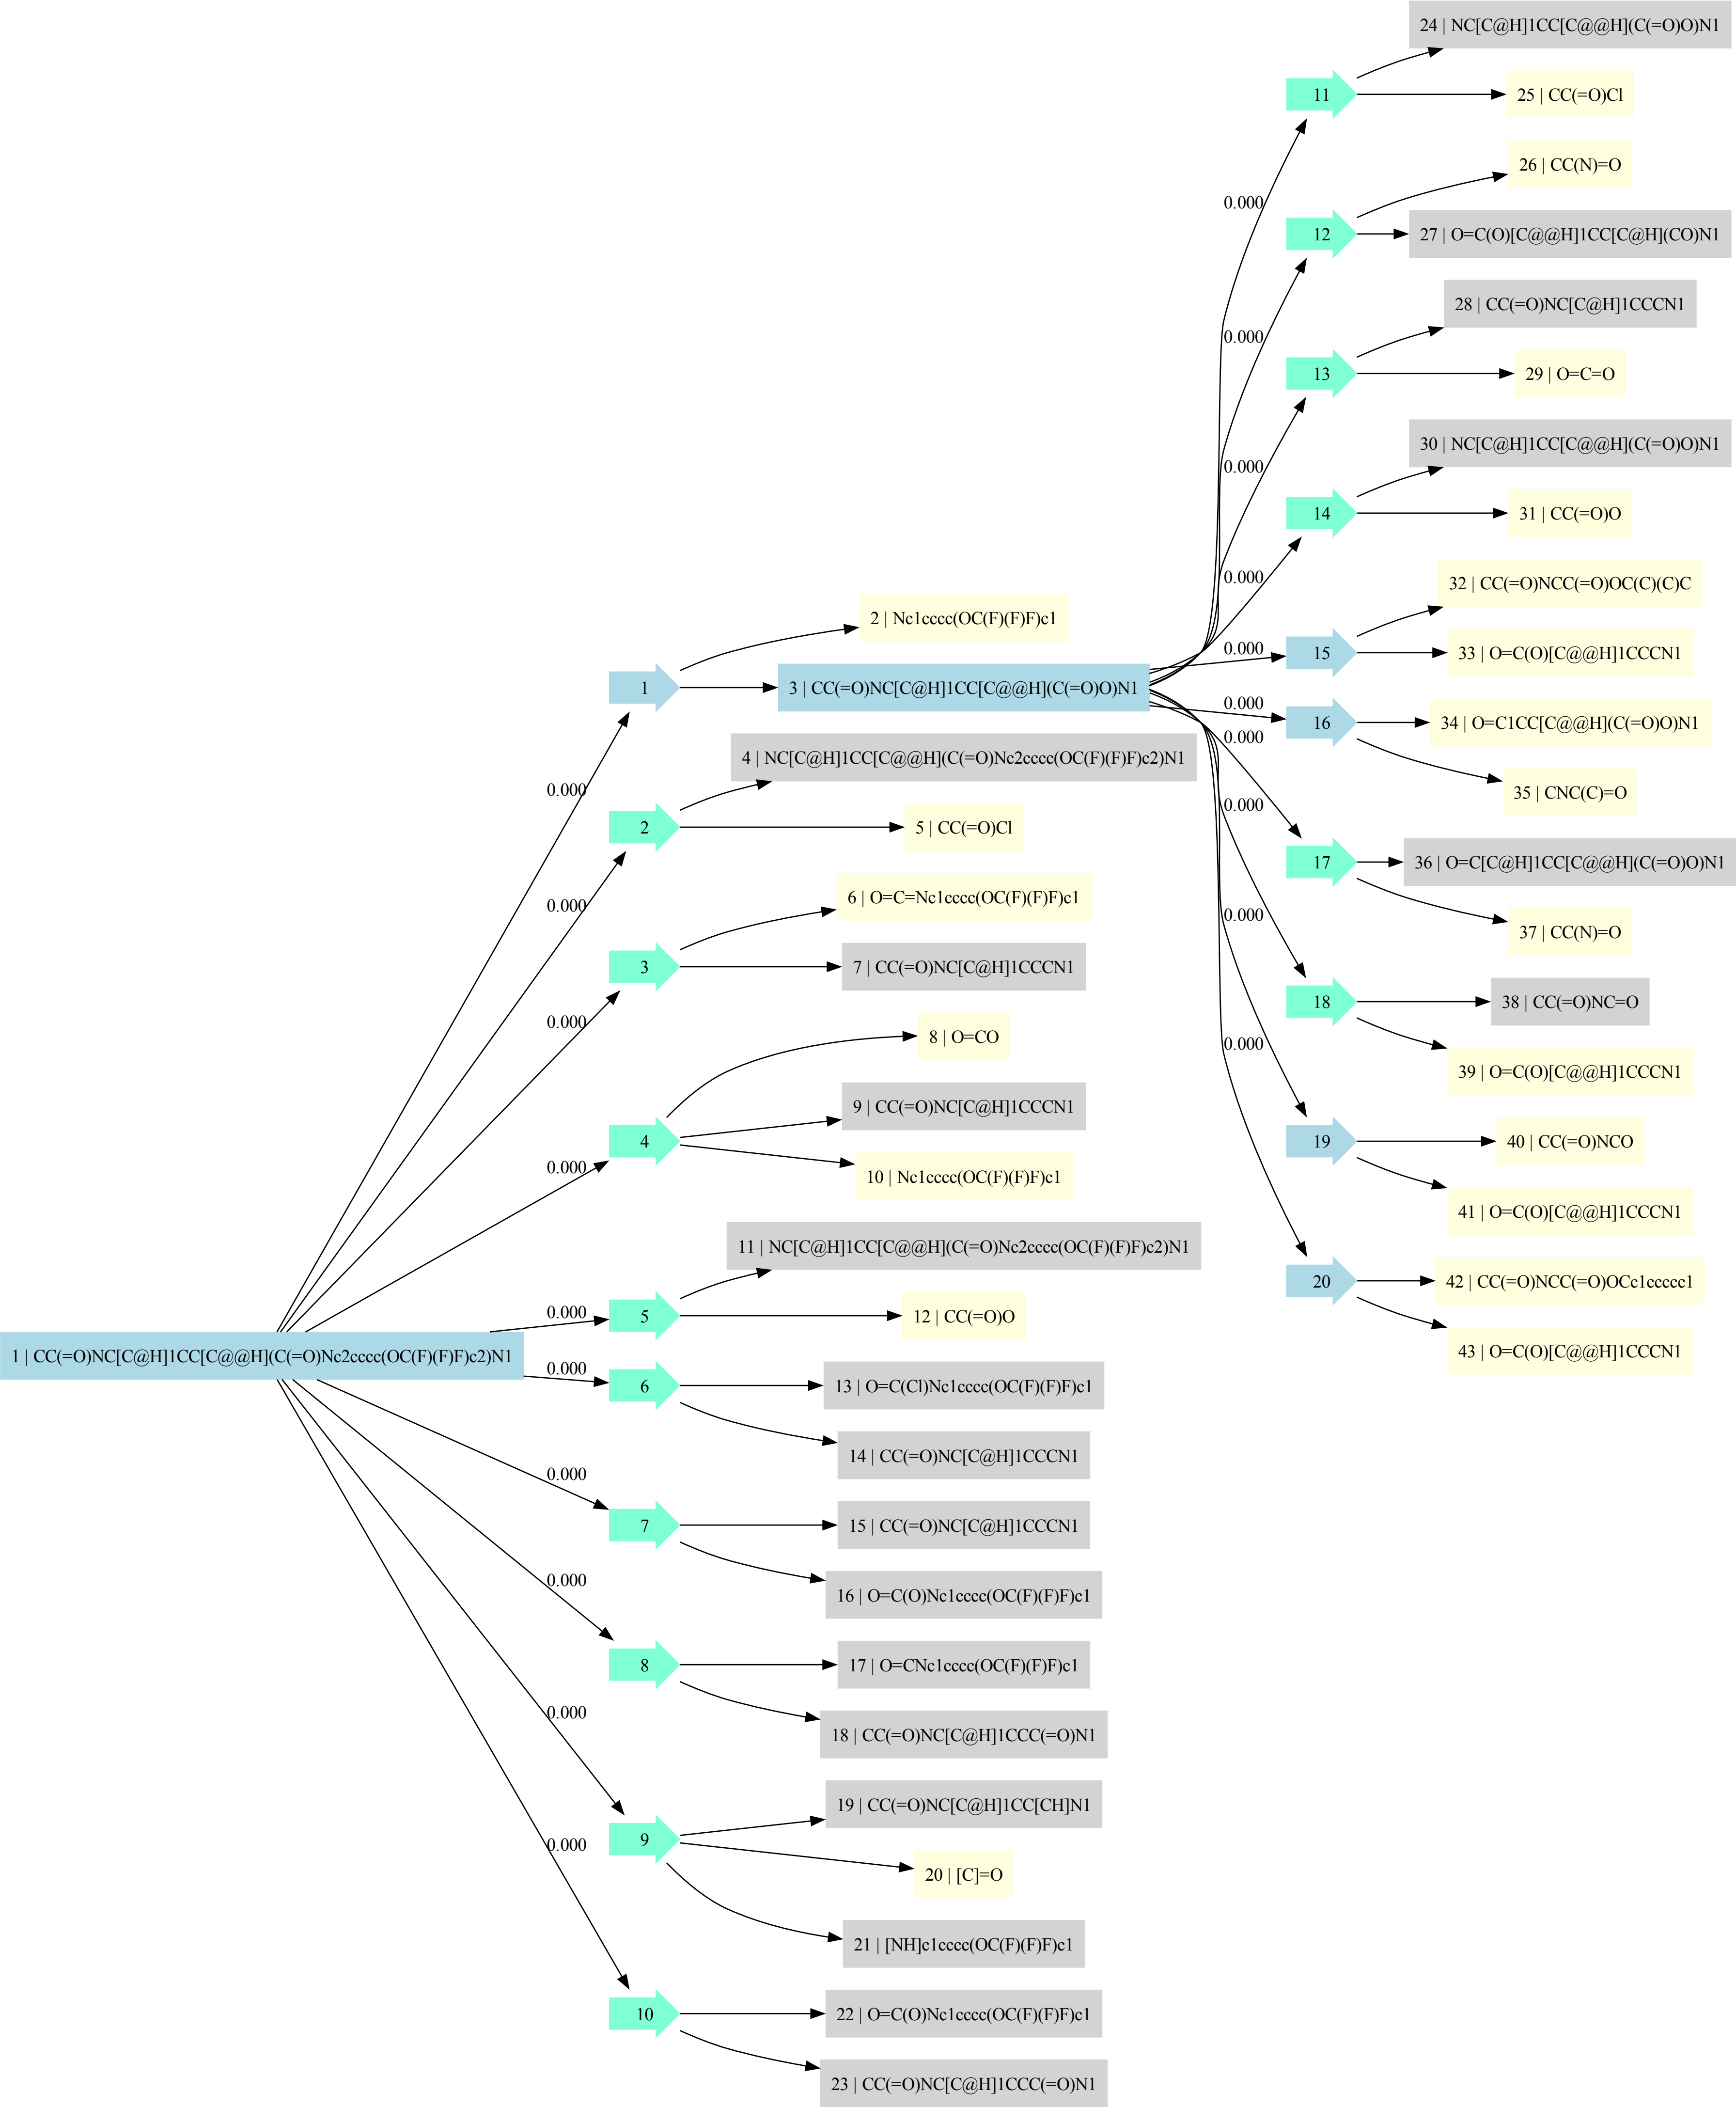 24 | NC[C@H]1CC[C@@H](C(=O)O)N1
11
25 | CC(=O)Cl
26 | CC(N)=O
0.000
12
27 | O=C(O)[C@@H]1CC[C@H](CO)N1
28 | CC(=O)NC[C@H]1CCCN1
0.000
13
29 | O=C=O
30 | NC[C@H]1CC[C@@H](C(=O)O)N1
0.000
14
31 | CC(=O)O
0.000
32 | CC(=O)NCC(=O)OC(C)(C)C
2 | Nc1cccc(OC(F)(F)F)c1
0.000
15
33 | O=C(O)[C@@H]1CCCN1
1
3 | CC(=O)NC[C@H]1CC[C@@H](C(=O)O)N1
0.000
16
34 | O=C1CC[C@@H](C(=O)O)N1
0.000
4 | NC[C@H]1CC[C@@H](C(=O)Nc2cccc(OC(F)(F)F)c2)N1
0.000
35 | CNC(C)=O
0.000
2
5 | CC(=O)Cl
17
36 | O=C[C@H]1CC[C@@H](C(=O)O)N1
6 | O=C=Nc1cccc(OC(F)(F)F)c1
0.000
0.000
37 | CC(N)=O
3
7 | CC(=O)NC[C@H]1CCCN1
18
38 | CC(=O)NC=O
0.000
8 | O=CO
0.000
39 | O=C(O)[C@@H]1CCCN1
9 | CC(=O)NC[C@H]1CCCN1
4
19
40 | CC(=O)NCO
0.000
10 | Nc1cccc(OC(F)(F)F)c1
41 | O=C(O)[C@@H]1CCCN1
11 | NC[C@H]1CC[C@@H](C(=O)Nc2cccc(OC(F)(F)F)c2)N1
20
42 | CC(=O)NCC(=O)OCc1ccccc1
0.000
5
12 | CC(=O)O
43 | O=C(O)[C@@H]1CCCN1
1 | CC(=O)NC[C@H]1CC[C@@H](C(=O)Nc2cccc(OC(F)(F)F)c2)N1
0.000
6
13 | O=C(Cl)Nc1cccc(OC(F)(F)F)c1
14 | CC(=O)NC[C@H]1CCCN1
0.000
7
15 | CC(=O)NC[C@H]1CCCN1
0.000
16 | O=C(O)Nc1cccc(OC(F)(F)F)c1
8
17 | O=CNc1cccc(OC(F)(F)F)c1
0.000
18 | CC(=O)NC[C@H]1CCC(=O)N1
19 | CC(=O)NC[C@H]1CC[CH]N1
0.000
9
20 | [C]=O
21 | [NH]c1cccc(OC(F)(F)F)c1
10
22 | O=C(O)Nc1cccc(OC(F)(F)F)c1
23 | CC(=O)NC[C@H]1CCC(=O)N1